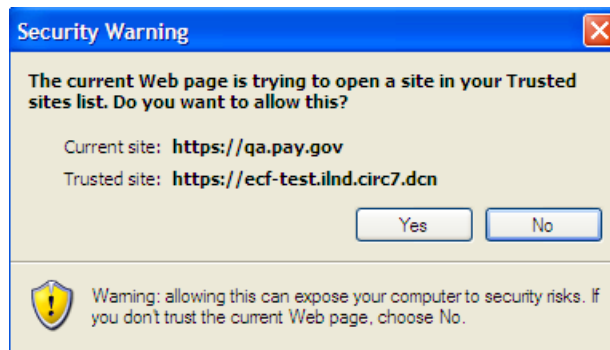 Security Warning
The current Web page is trying to open a site in your Trusted
sites list. Do you want to allow this?
Current site: https://qa.pay.gov
Trusted site: https://ecf-test.ilnd.circ7.dcn
Yes No
Warning: allowing this can expose your computer to security risks. If
you don't trust the current Web page, choose No.